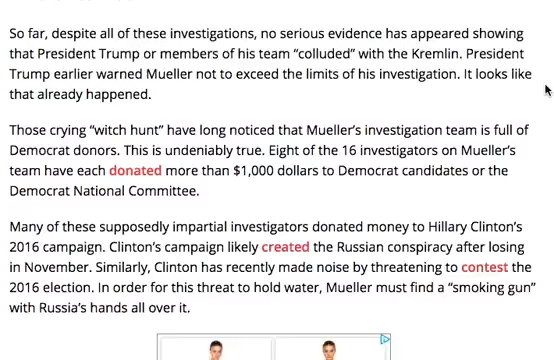 So far, despite all of these investigations, no serious evidence has appeared showing
that President Trump or members of his team “colluded” with the Kremlin. President
Trump earlier warned Mueller not to exceed the limits of his investigation. It looks like
that already happened.
Those crying “witch hunt” have long noticed that Mueller’s investigation team is full of
Democrat donors. This is undeniably true. Eight of the 16 investigators on Mueller’s
team have each donated more than $1,000 dollars to Democrat candidates or the
Democrat National Committee.
Many of these supposedly impartial investigators donated money to Hillary Clinton’s
2016 campaign. Clinton’s campaign likely created the Russian conspiracy after losing
in November. Similarly, Clinton has recently made noise by threatening to contest the
2016 election. In order for this threat to hold water, Mueller must find a “smoking gun”
with Russia’s hands all over it.